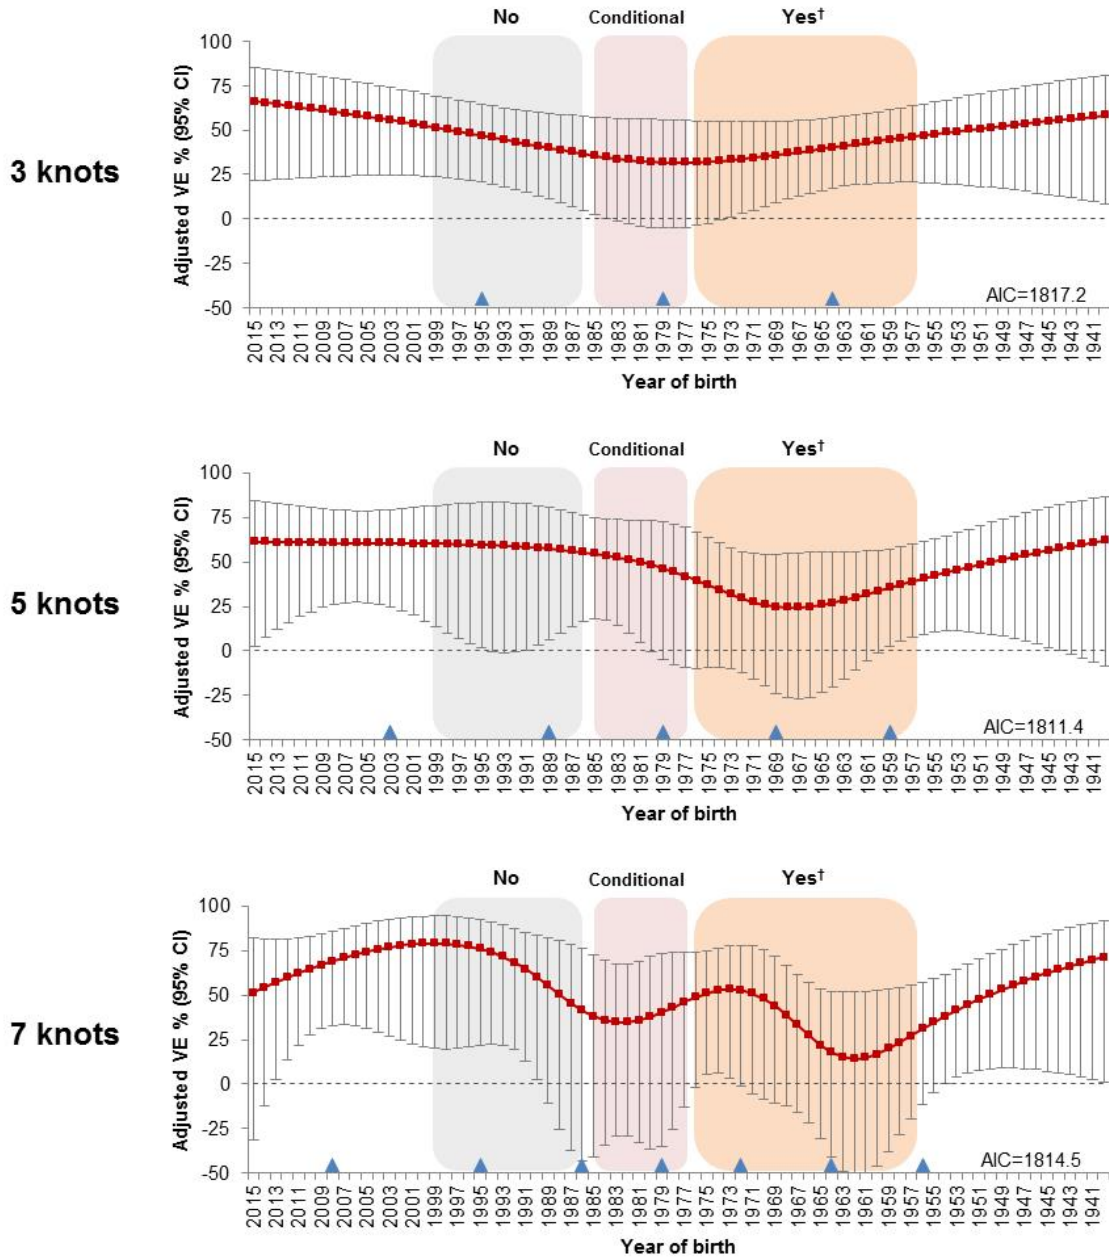 No Conditional Yes†
3 knots
Adjusted VE % (95% CI)
100
75
50
25
0
-25
-50
AIC=1817.2
2015 2013 2011 2009 2007 2005 2003 2001 1999 1997 1995 1993 1991 1989 1987 1985 1983 1981 1979 1977 1975 1973 1971 1969 1967 1965 1963 1961 1959 1957 1955 1953 1951 1949 1947 1945 1943 1941
Year of birth
No Conditional Yes†
5 knots
Adjusted VE % (95% CI)
100
75
50
25
0
-25
-50
AIC=1811.4
2015 2013 2011 2009 2007 2005 2003 2001 1999 1997 1995 1993 1991 1989 1987 1985 1983 1981 1979 1977 1975 1973 1971 1969 1967 1965 1963 1961 1959 1957 1955 1953 1951 1949 1947 1945 1943 1941
Year of birth
No Conditional Yes†
7 knots
Adjusted VE % (95% CI)
100
75
50
25
0
-25
-50
AIC=1814.5
2015 2013 2011 2009 2007 2005 2003 2001 1999 1997 1995 1993 1991 1989 1987 1985 1983 1981 1979 1977 1975 1973 1971 1969 1967 1965 1963 1961 1959 1957 1955 1953 1951 1949 1947 1945 1943 1941
Year of birth